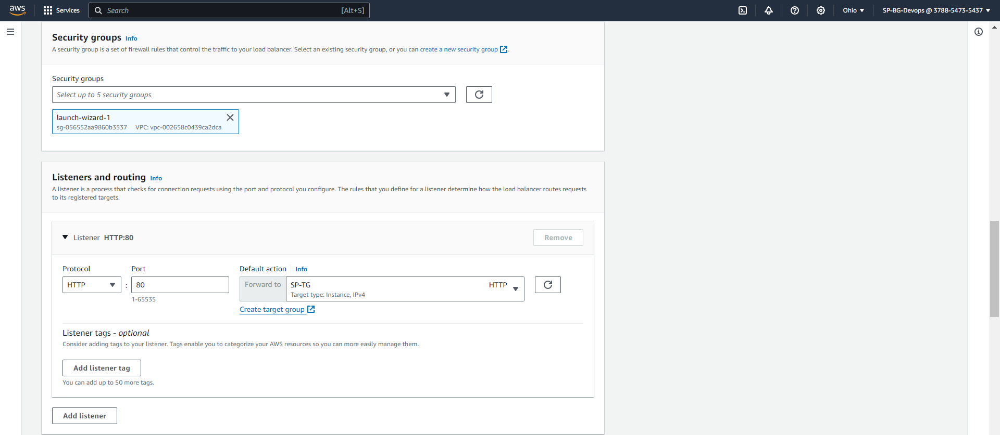 aws
Services
Search
[Alt+S]
Ohio
SP-BG-Devops @ 3788-5473-5437
Security groups Info
A security group is a set of firewall rules that control the traffic to your load balancer. Select an existing security group, or you can create a new security group.
Security groups
Select up to 5 security groups
launch-wizard-1
sg-056552aa9860b3537 VPC: vpc-002658c0439ca2dca
Listeners and routing Info
A listener is a process that checks for connection requests using the port and protocol you configure. The rules that you define for a listener determine how the load balancer routes requests
to its registered targets.
Listener HTTP:80
Remove
Protocol Port Default action Info
HTTP : 80 Forward to SP-TG HTTP
Target type: Instance, IPv4
1-65535
Create target group
Listener tags - optional
Consider adding tags to your listener. Tags enable you to categorize your AWS resources so you can more easily manage them.
Add listener tag
You can add up to 50 more tags.
Add listener